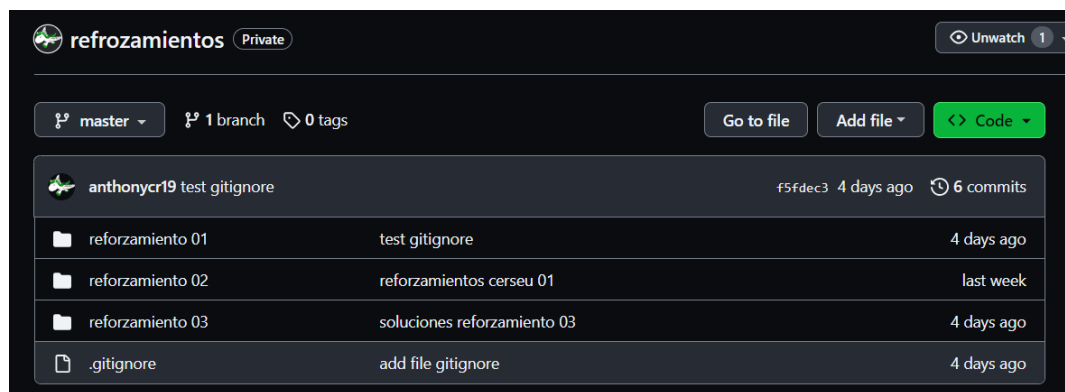 refrozamientos Private Unwatch 1
master 1 branch 0 tags Go to file Add file <> Code
anthonycr19 test gitignore f5fdec3 4 days ago 6 commits
reforzamiento 01 test gitignore 4 days ago
reforzamiento 02 reforzamientos cerseu 01 last week
reforzamiento 03 soluciones reforzamiento 03 4 days ago
.gitignore add file gitignore 4 days ago